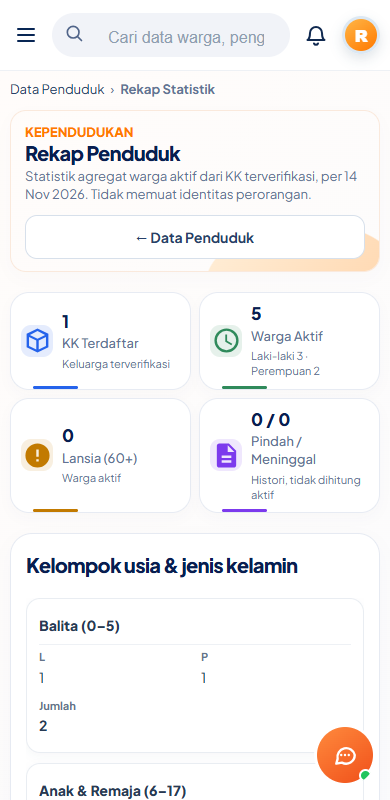 Cari data warga, peng
R
Data Penduduk › Rekap Statistik
KEPENDUDUKAN
Rekap Penduduk
Statistik agregat warga aktif dari KK terverifikasi, per 14
Nov 2026. Tidak memuat identitas perorangan.
← Data Penduduk
1
KK Terdaftar
Keluarga terverifikasi
5
Warga Aktif
Laki-laki 3 ·
Perempuan 2
0
Lansia (60+)
Warga aktif
0 / 0
Pindah /
Meninggal
Histori, tidak dihitung
aktif
Kelompok usia & jenis kelamin
Balita (0–5)
L P
1 1
Jumlah
2
Anak & Remaja (6–17)